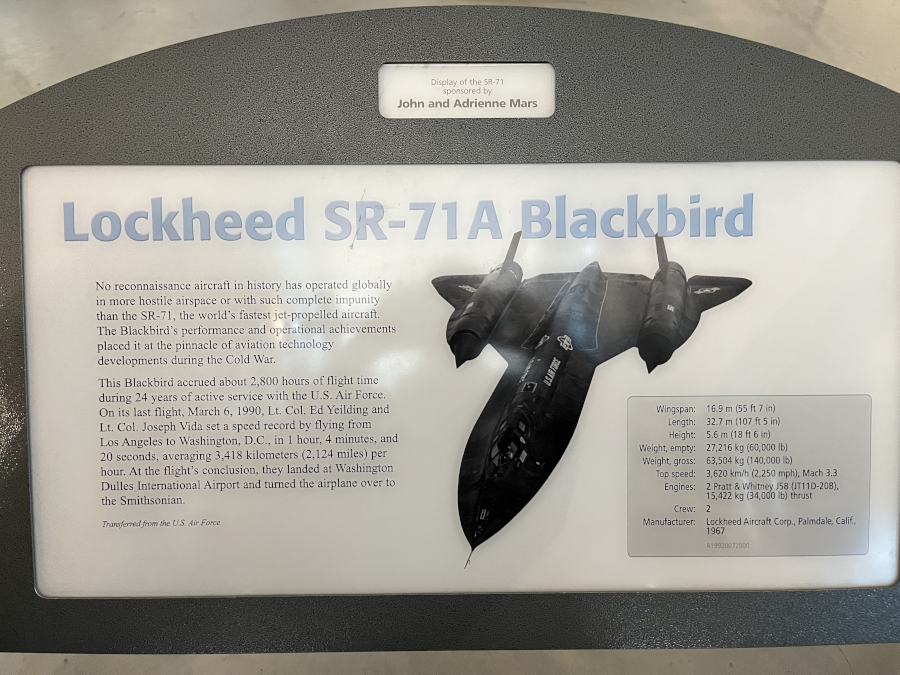 Display of the SR-71
sponsored by
John and Adrienne Mars
Lockheed SR-71A Blackbird
No reconnaissance aircraft in history has operated globally
in more hostile airspace or with such complete impunity
than the SR-71, the world's fastest jet-propelled aircraft.
The Blackbird's performance and operational achievements
placed it at the pinnacle of aviation technology
developments during the Cold War.
This Blackbird accrued about 2,800 hours of flight time
during 24 years of active service with the U.S. Air Force.
On its last flight, March 6, 1990, Lt. Col. Ed Yeilding and
Lt. Col. Joseph Vida set a speed record by flying from
Los Angeles to Washington, D.C., in 1 hour, 4 minutes, and
20 seconds, averaging 3,418 kilometers (2,124 miles) per
hour. At the flight's conclusion, they landed at Washington
Dulles International Airport and turned the airplane over to
the Smithsonian.
Transferred from the U.S. Air Force
U.S. AIR FORCE
Wingspan: 16.9 m (55 ft 7 in)
Length: 32.7 m (107 ft 5 in)
Height: 5.6 m (18 ft 6 in)
Weight, empty: 27,216 kg (60,000 lb)
Weight, gross: 63,504 kg (140,000 lb)
Top speed: 3,620 km/h (2,250 mph), Mach 3.3
Engines: 2 Pratt & Whitney J58 (JT11D-20B),
15,422 kg (34,000 lb) thrust
Crew: 2
Manufacturer: Lockheed Aircraft Corp., Palmdale, Calif.,
1967
A19920072000